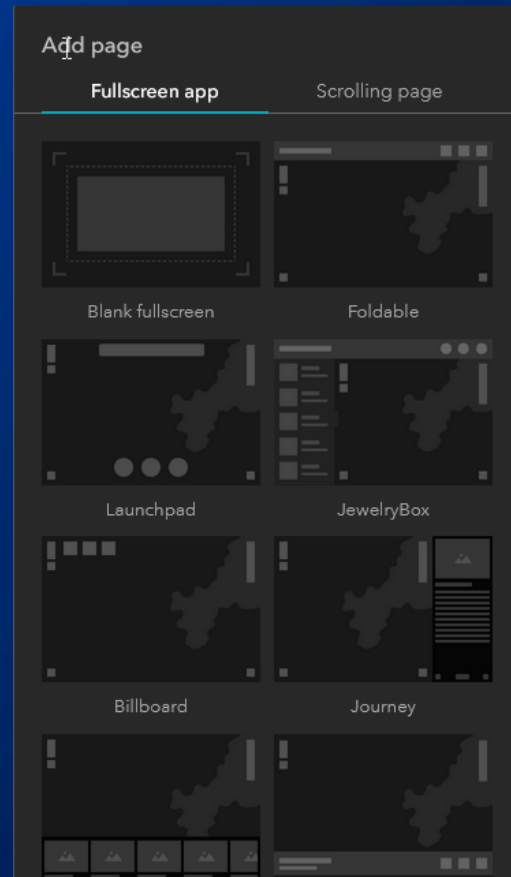 Add page
Fullscreen app
Scrolling page
Blank fullscreen
Foldable
Launchpad
JewelryBox
Billboard
Journey